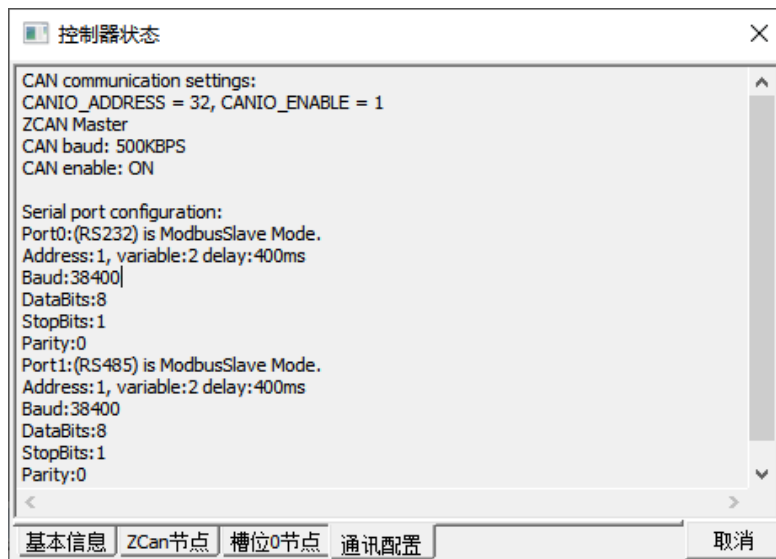 控制器状态
CAN communication settings:
CANIO_ADDRESS = 32, CANIO_ENABLE = 1
ZCAN Master
CAN baud: 500KBPS
CAN enable: ON
Serial port configuration:
Port0:(RS232) is ModbusSlave Mode.
Address:1, variable:2 delay:400ms
Baud:38400
DataBits:8
StopBits:1
Parity:0
Port1:(RS485) is ModbusSlave Mode.
Address:1, variable:2 delay:400ms
Baud:38400
DataBits:8
StopBits:1
Parity:0
基本信息 ZCan节点 槽位0节点 通讯配置 取消